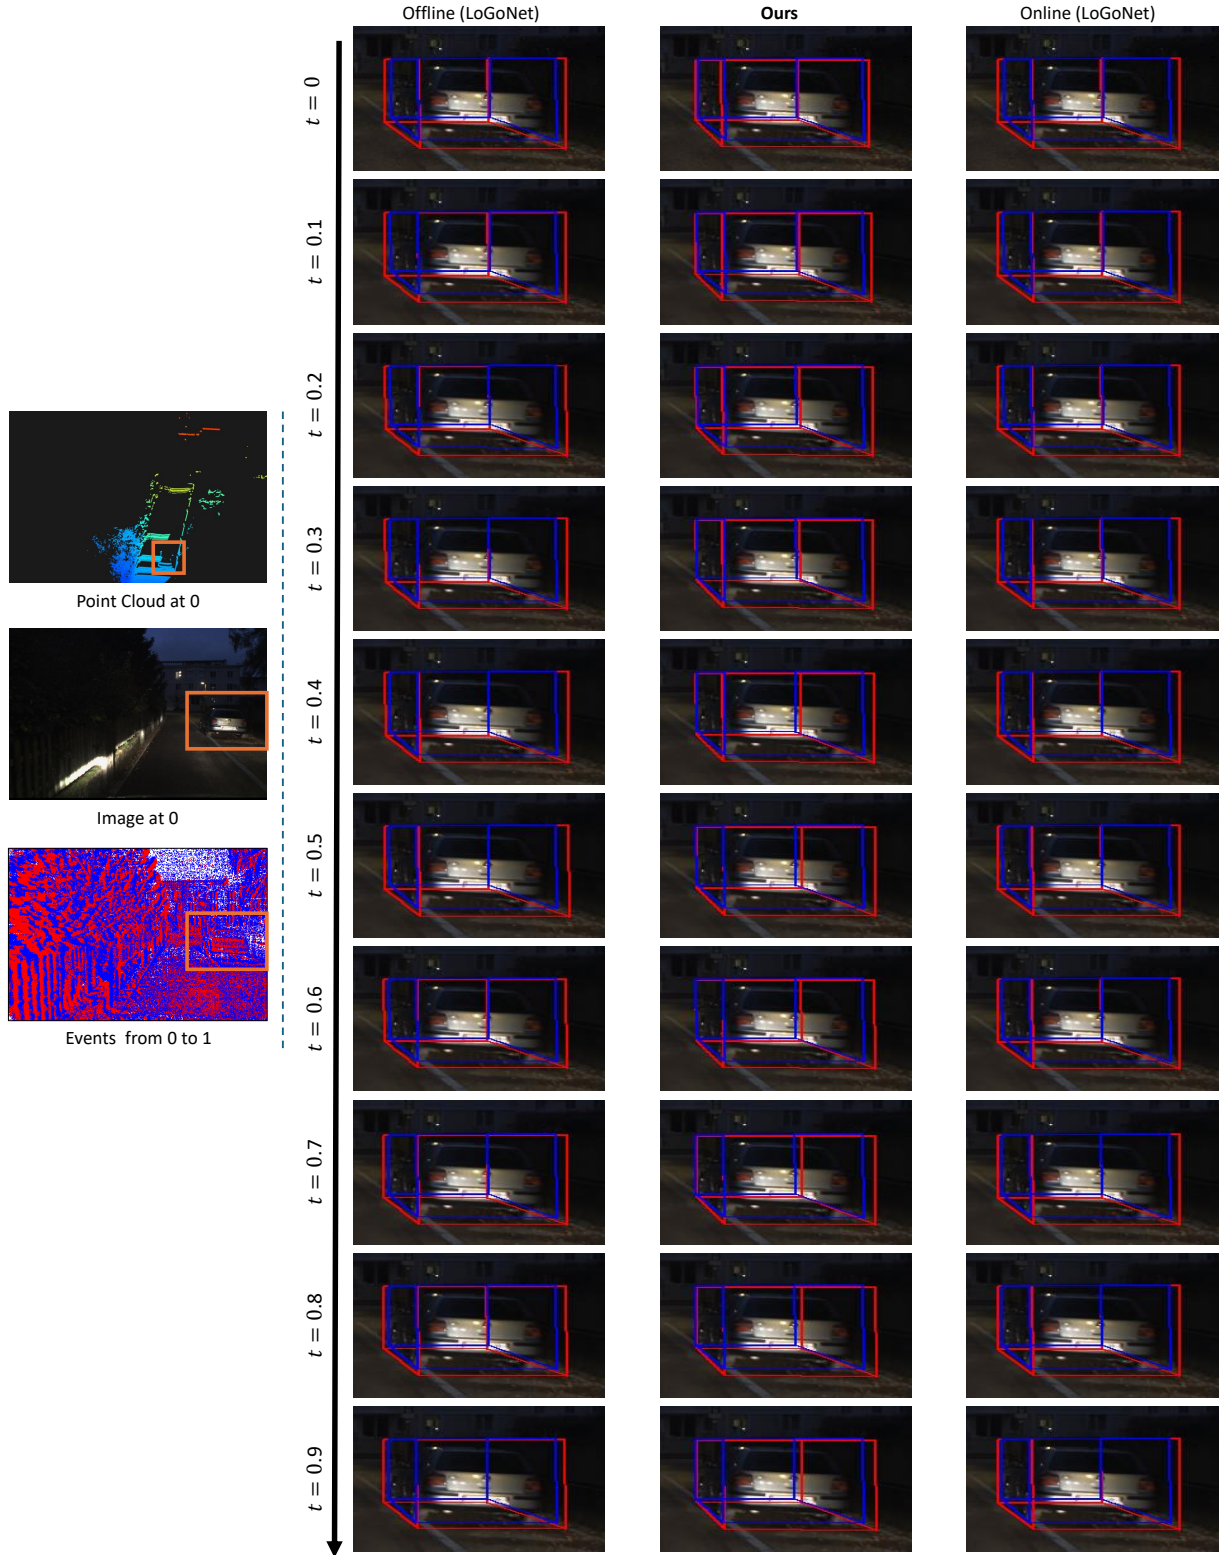 Offline (LoGoNet)
Ours
Online (LoGoNet)
t = 0
t = 0.1
t = 0.2
t = 0.3
t = 0.4
t = 0.5
t = 0.6
t = 0.7
t = 0.8
t = 0.9
Point Cloud at 0
Image at 0
Events from 0 to 1